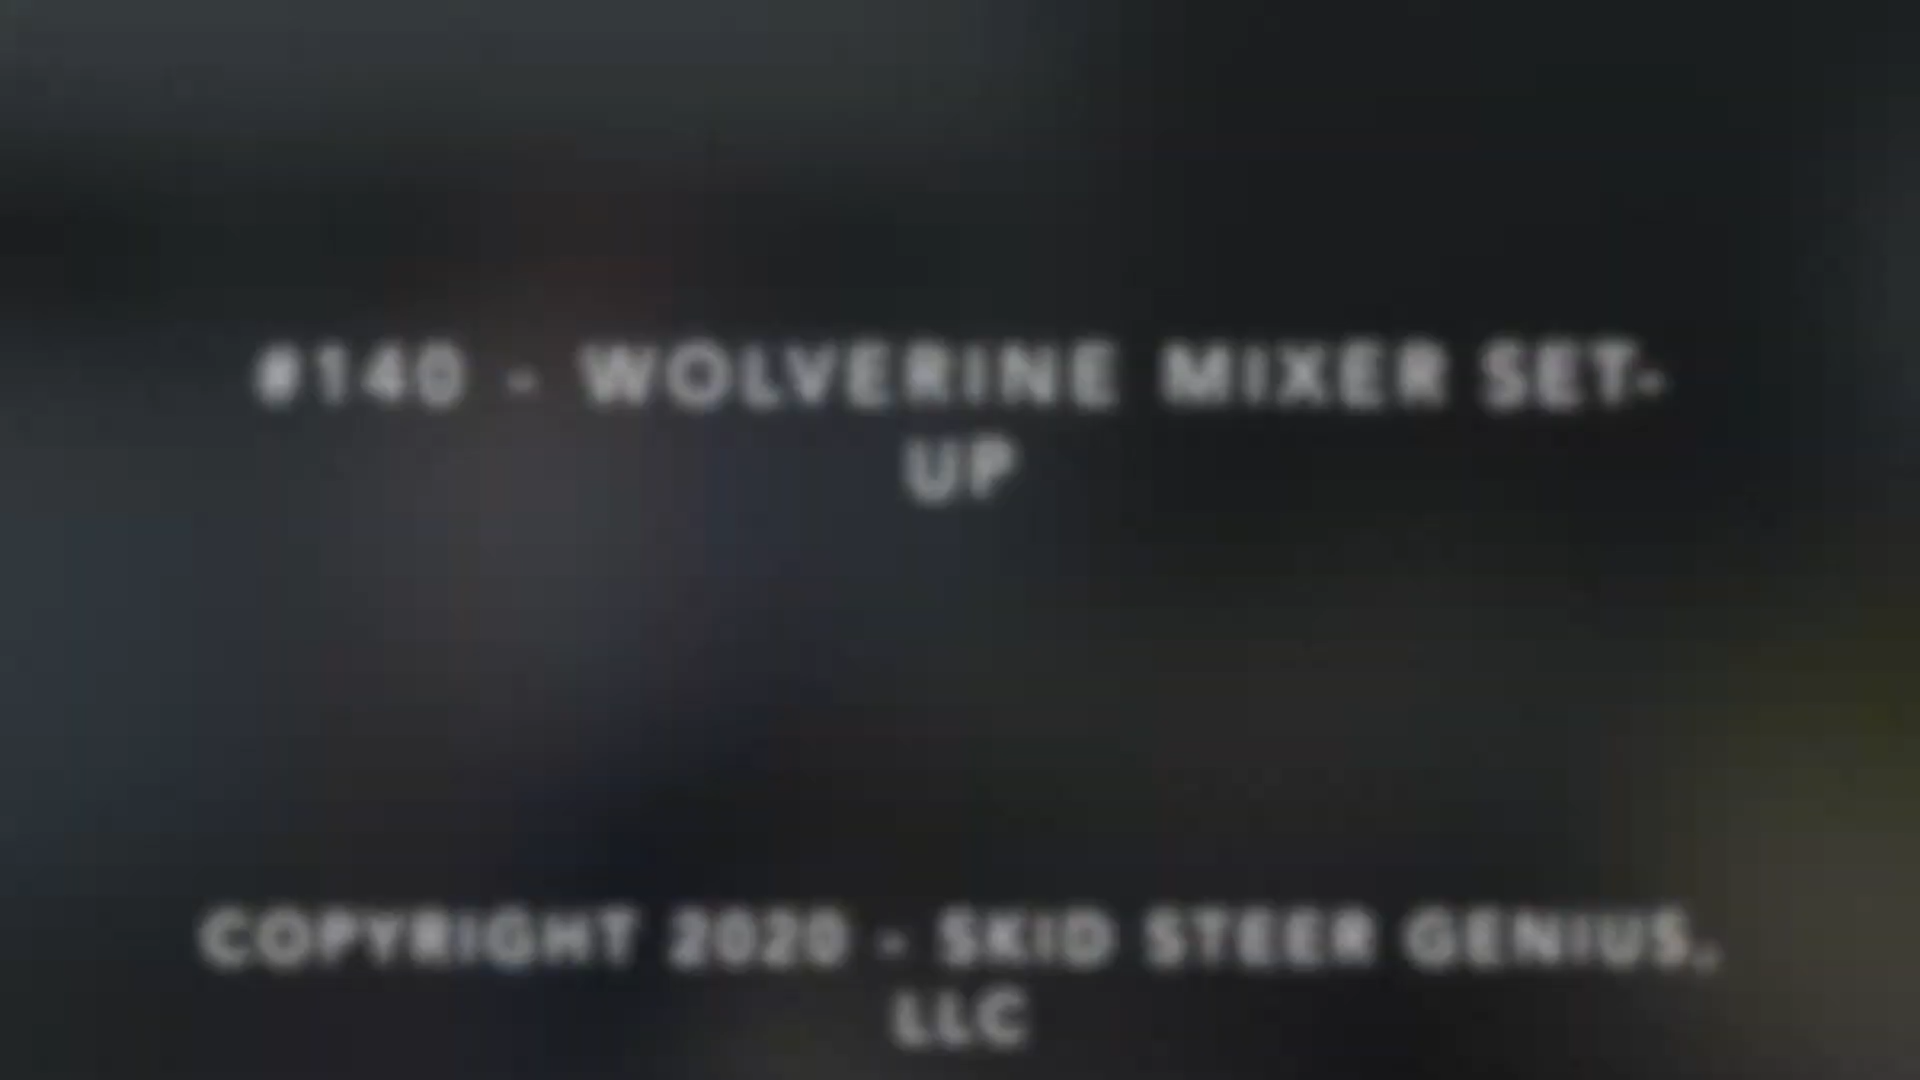 #140 - WOLVERINE MIXER SET-
UP
COPYRIGHT 2020 - SKID STEER GENIUS,
LLC